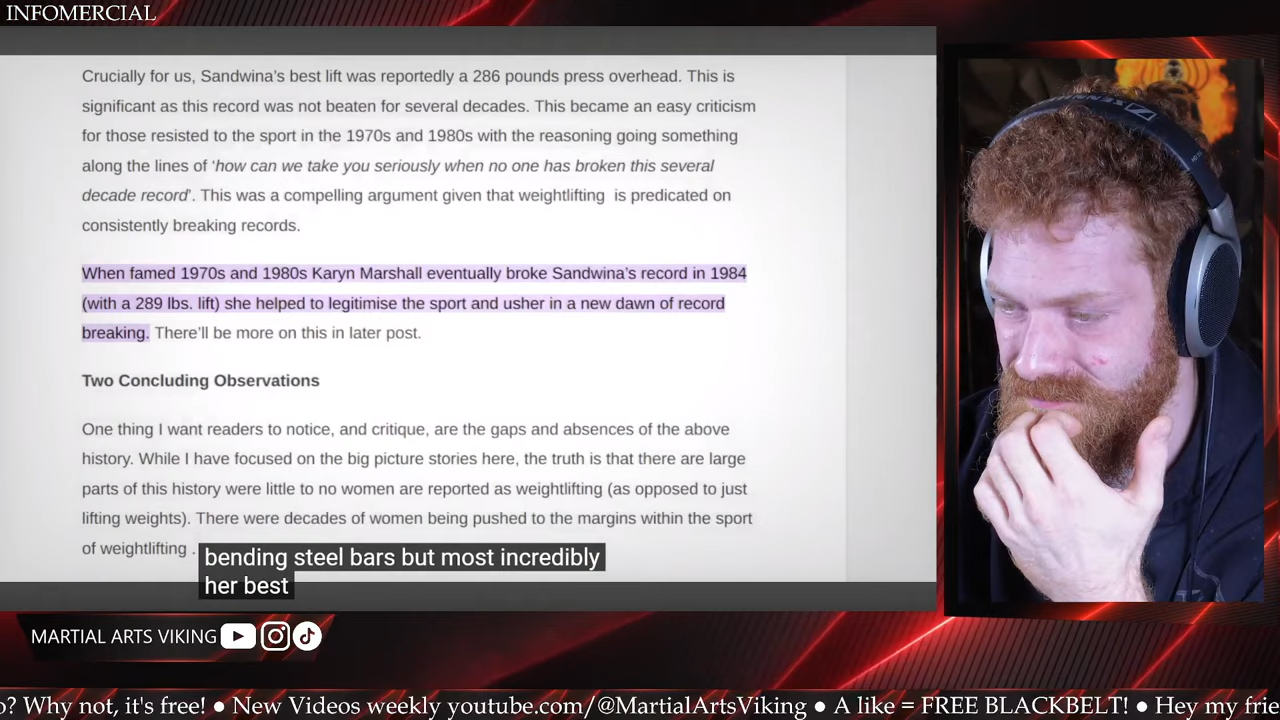 INFOMERCIAL
Crucially for us, Sandwina's best lift was reportedly a 286 pounds press overhead. This is
significant as this record was not beaten for several decades. This became an easy criticism
for those resisted to the sport in the 1970s and 1980s with the reasoning going something
along the lines of 'how can we take you seriously when no one has broken this several
decade record'. This was a compelling argument given that weightlifting is predicated on
consistently breaking records.
When famed 1970s and 1980s Karyn Marshall eventually broke Sandwina's record in 1984
(with a 289 lbs. lift) she helped to legitimise the sport and usher in a new dawn of record
breaking. There'll be more on this in later post.
Two Concluding Observations
One thing I want readers to notice, and critique, are the gaps and absences of the above
history. While I have focused on the big picture stories here, the truth is that there are large
parts of this history were little to no women are reported as weightlifting (as opposed to just
lifting weights). There were decades of women being pushed to the margins within the sport
of weightlifting .
bending steel bars but most incredibly
her best
MARTIAL ARTS VIKING
o? Why not, it's free! ● New Videos weekly youtube.com/@MartialArtsViking ● A like = FREE BLACKBELT! ● Hey my frie